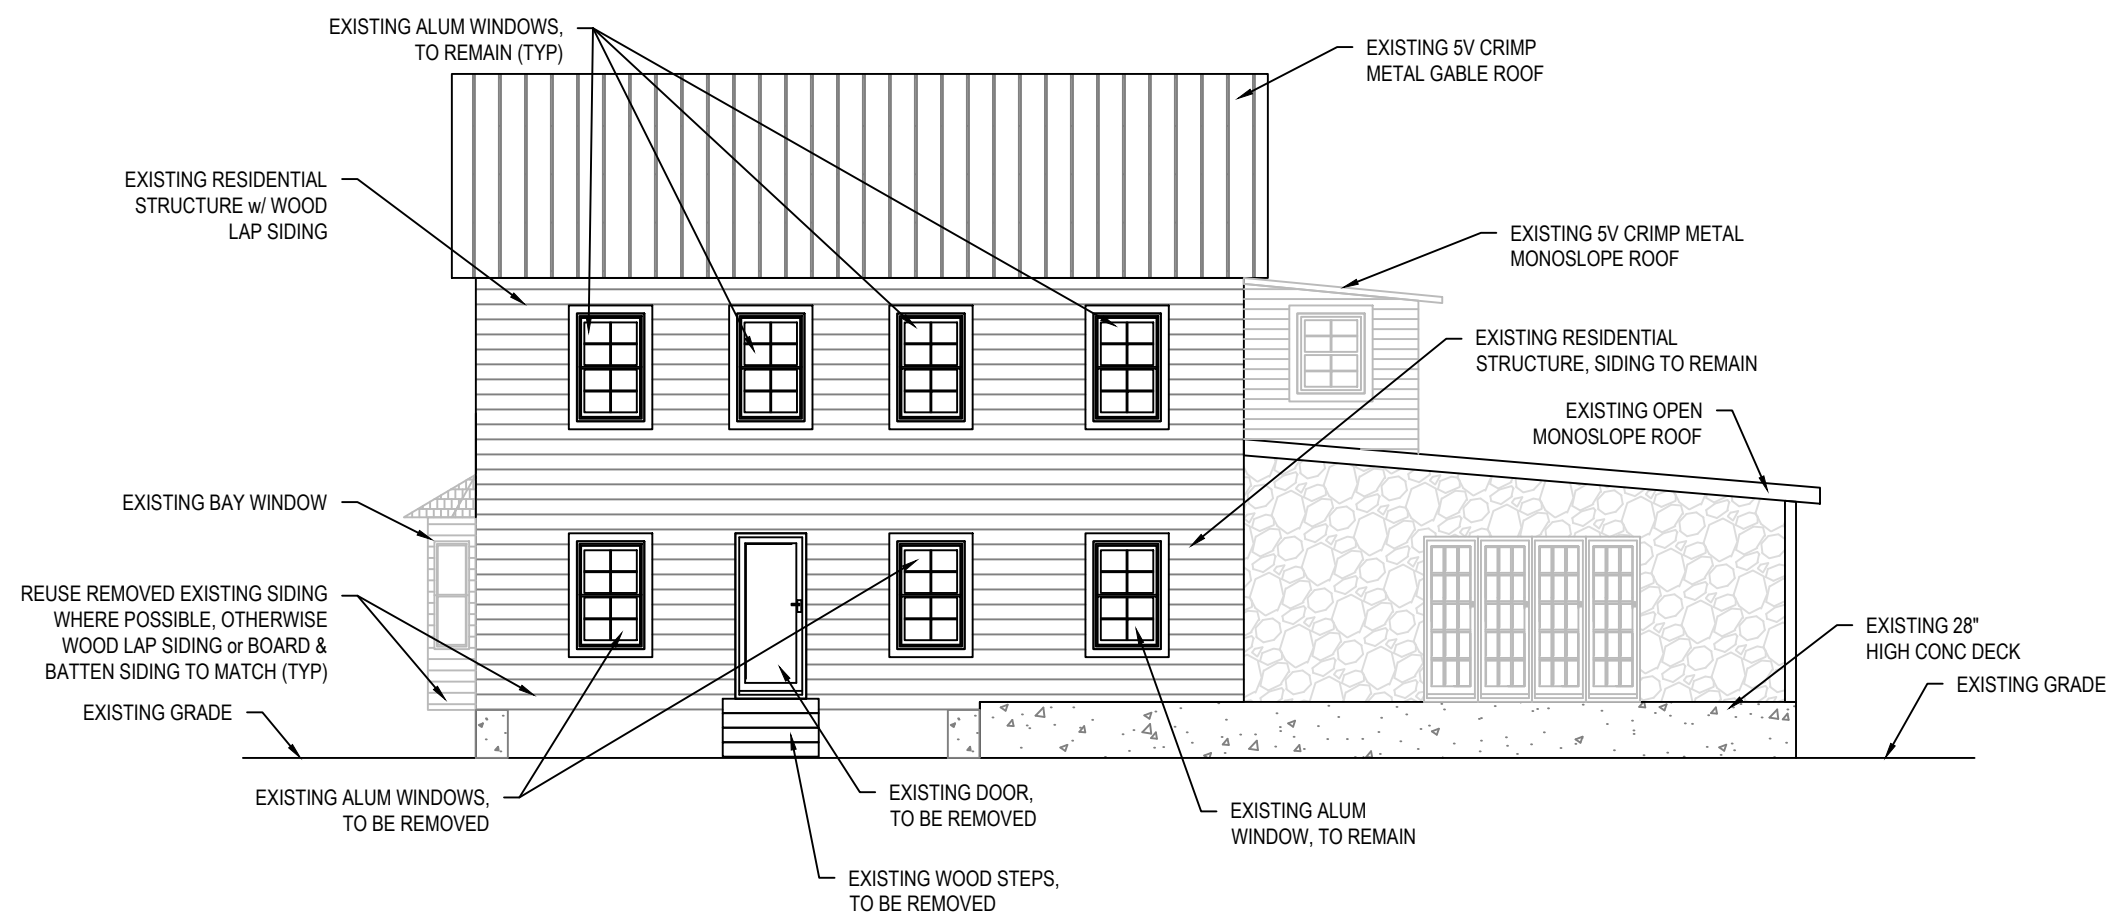 EXISTING ALUM WINDOWS,
TO REMAIN (TYP)
EXISTING 5V CRIMP
METAL GABLE ROOF
EXISTING RESIDENTIAL
STRUCTURE w/ WOOD
LAP SIDING
EXISTING 5V CRIMP METAL
MONOSLOPE ROOF
EXISTING RESIDENTIAL
STRUCTURE, SIDING TO REMAIN
EXISTING OPEN
MONOSLOPE ROOF
EXISTING BAY WINDOW
REUSE REMOVED EXISTING SIDING
WHERE POSSIBLE, OTHERWISE
WOOD LAP SIDING or BOARD &
BATTEN SIDING TO MATCH (TYP)
EXISTING 28"
HIGH CONC DECK
EXISTING GRADE
EXISTING GRADE
EXISTING ALUM WINDOWS,
TO BE REMOVED
EXISTING DOOR,
TO BE REMOVED
EXISTING ALUM
WINDOW, TO REMAIN
EXISTING WOOD STEPS,
TO BE REMOVED